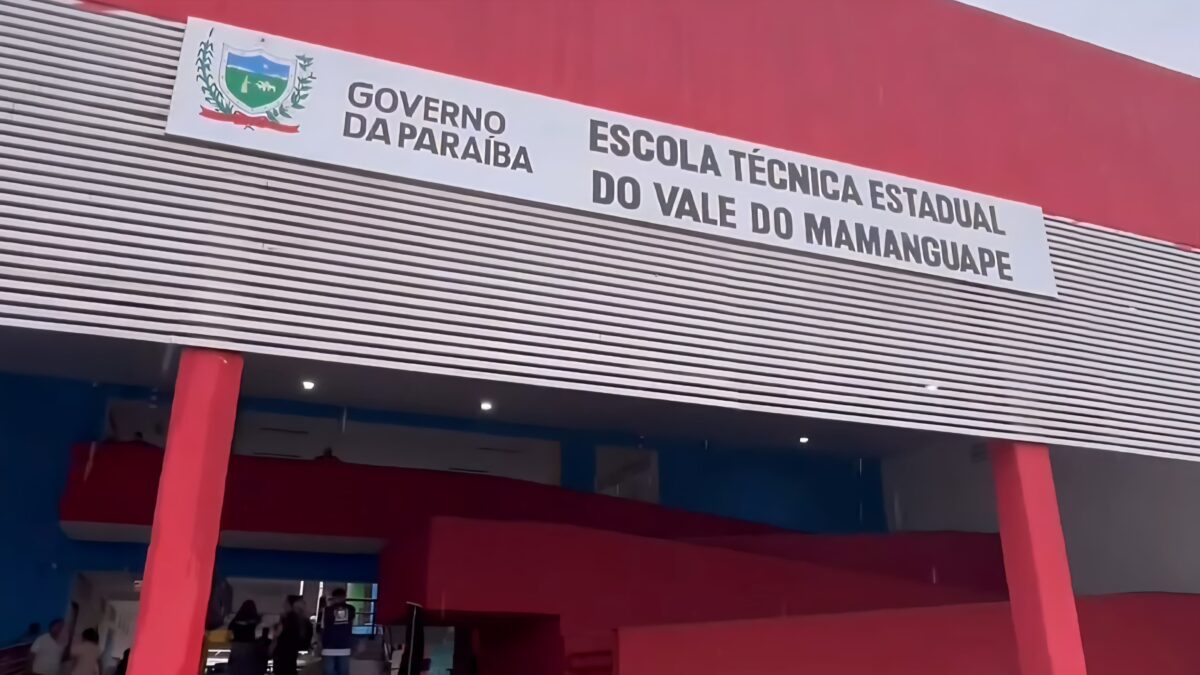 GOVERNO
DA PARAÍBA
ESCOLA TÉCNICA ESTADUAL
DO VALE DO MAMANGUAPE